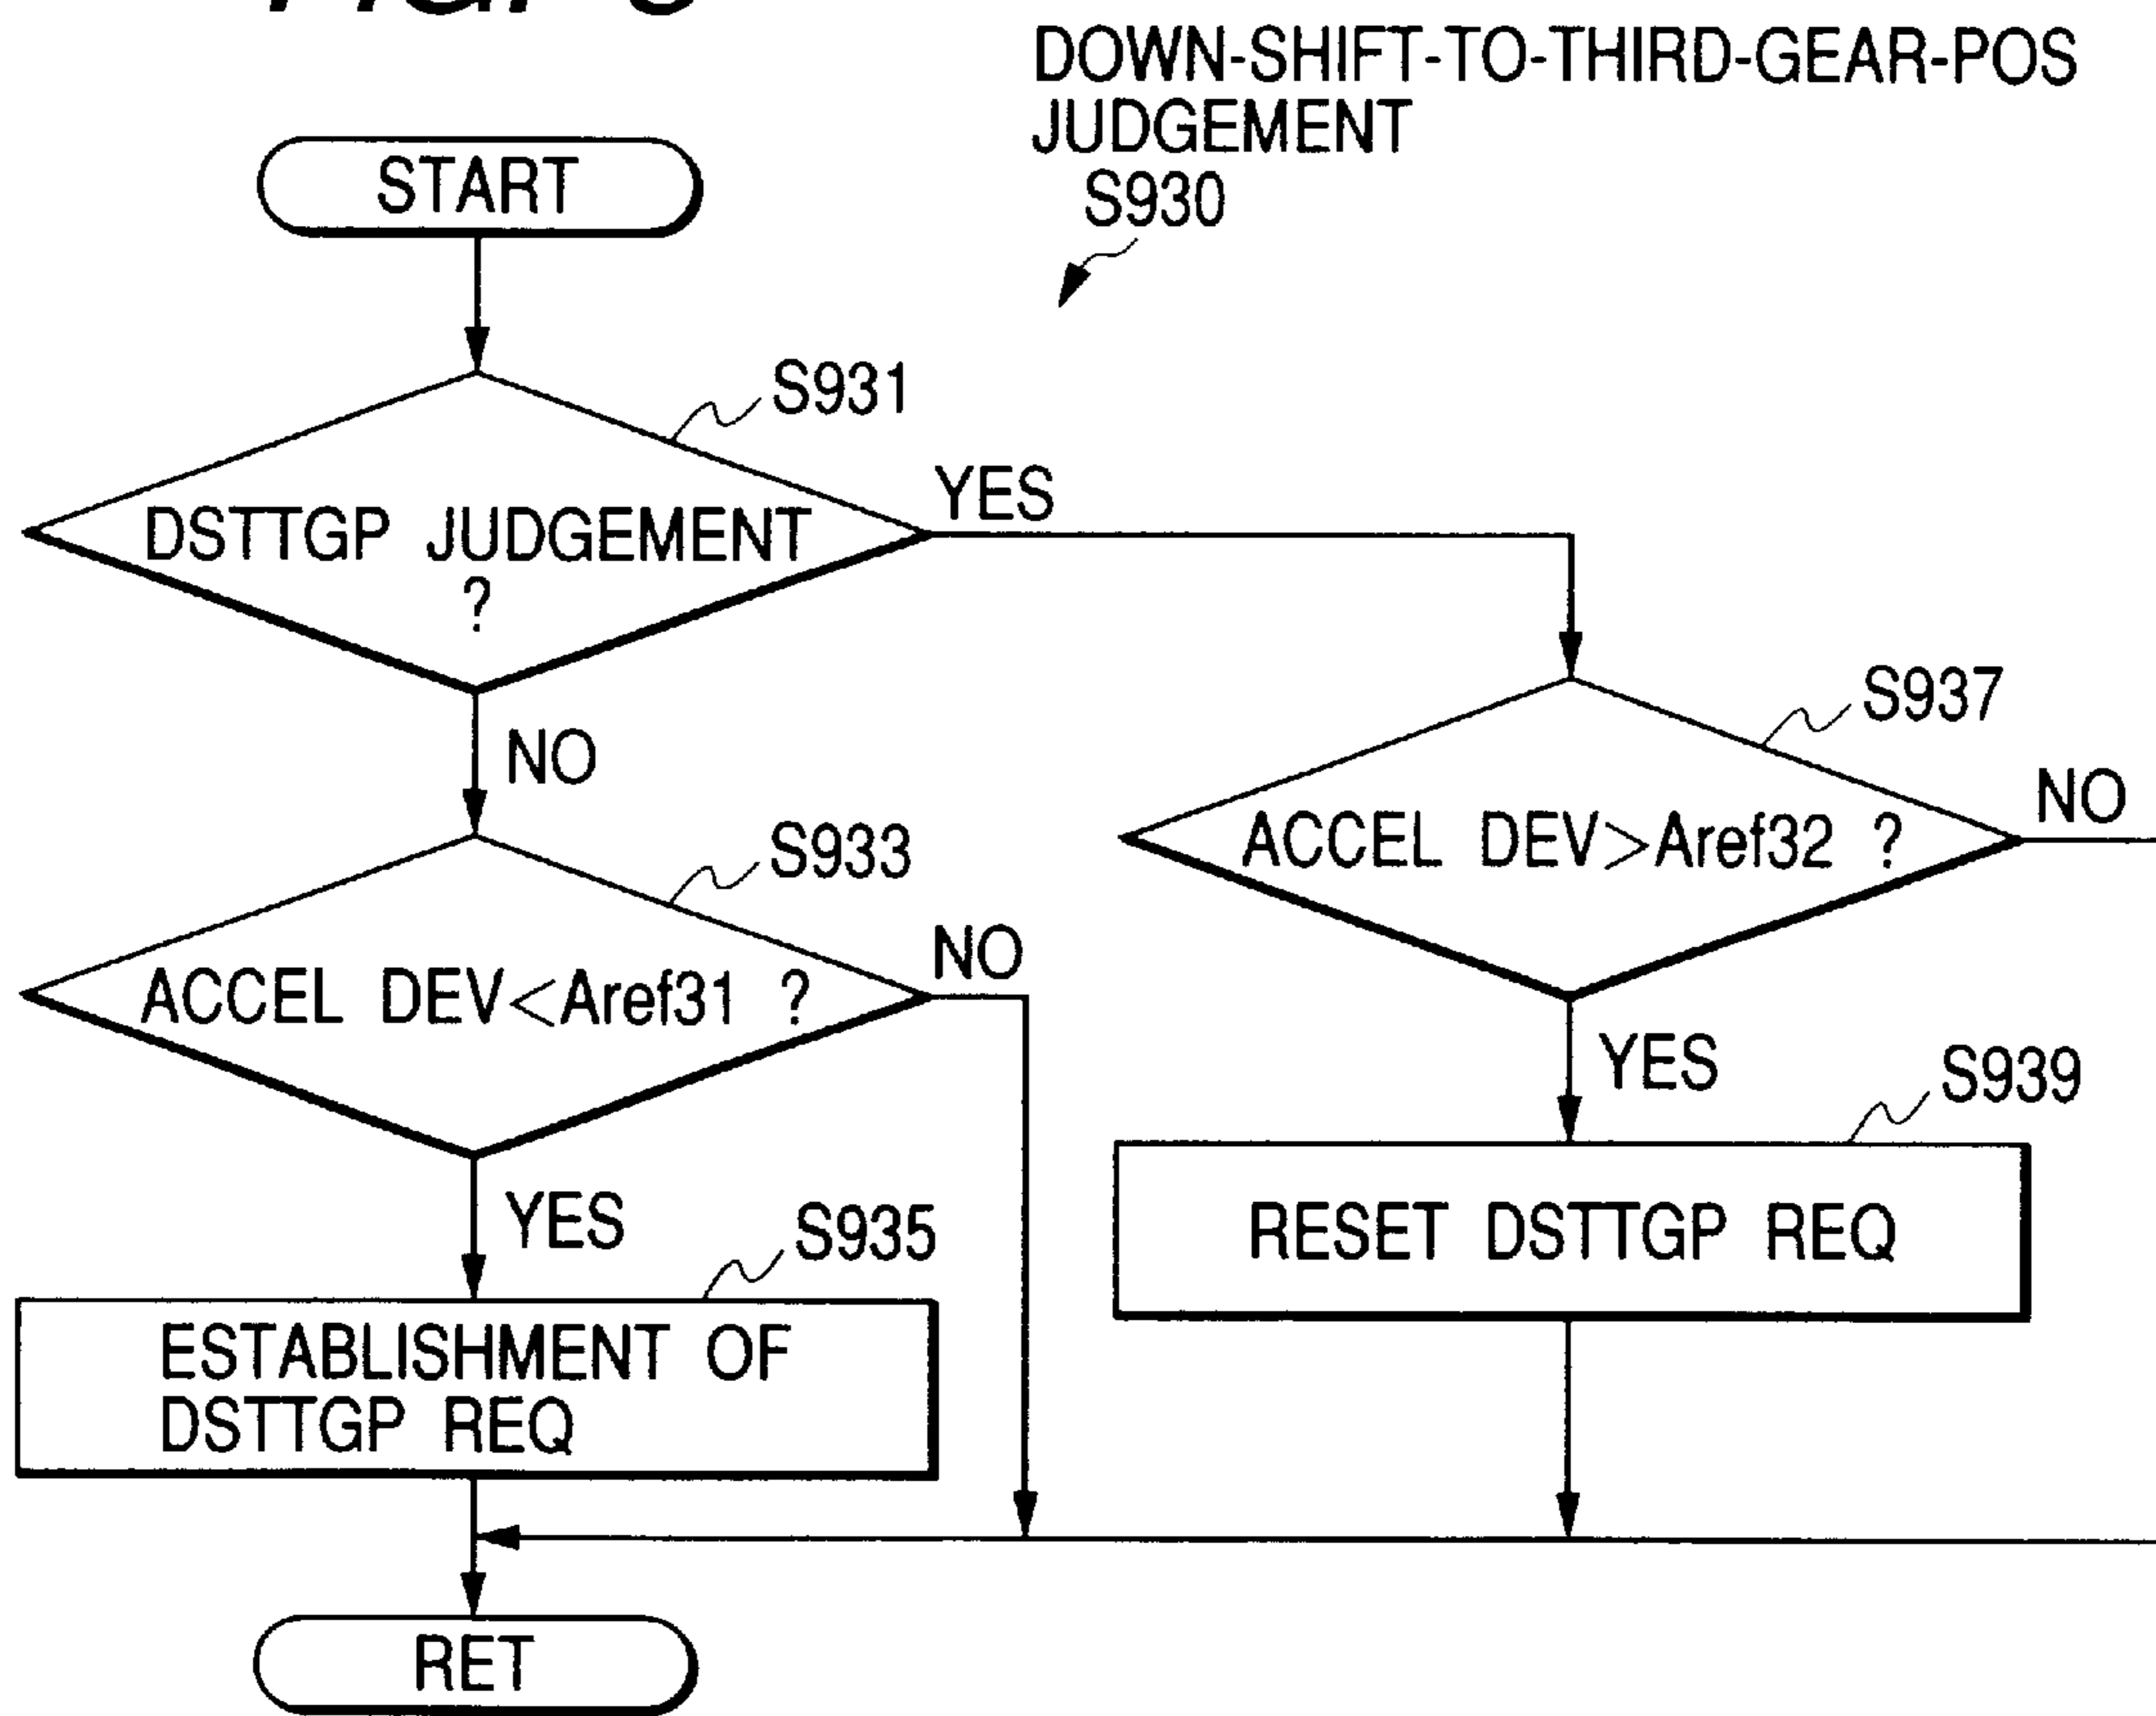 DOWN-SHIFT-TO-THIRD-GEAR-POS
JUDGEMENT
S930
START
S931
DSTTGP JUDGEMENT
?
YES
NO
S937
ACCEL DEV>Aref32 ?
NO
S933
ACCEL DEV<Aref31 ?
NO
YES
S939
RESET DSTTGP REQ
YES
S935
ESTABLISHMENT OF
DSTTGP REQ
RET